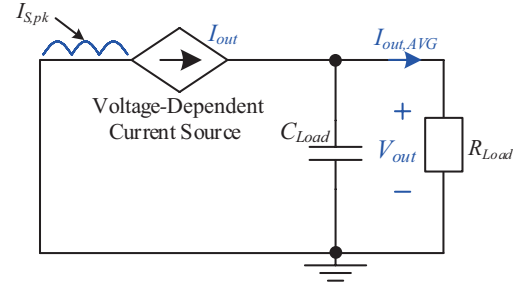 I_{S,pk}
I_{out}
I_{out,AVG}
Voltage-Dependent
Current Source
C_{Load}
+
V_{out}
−
R_{Load}